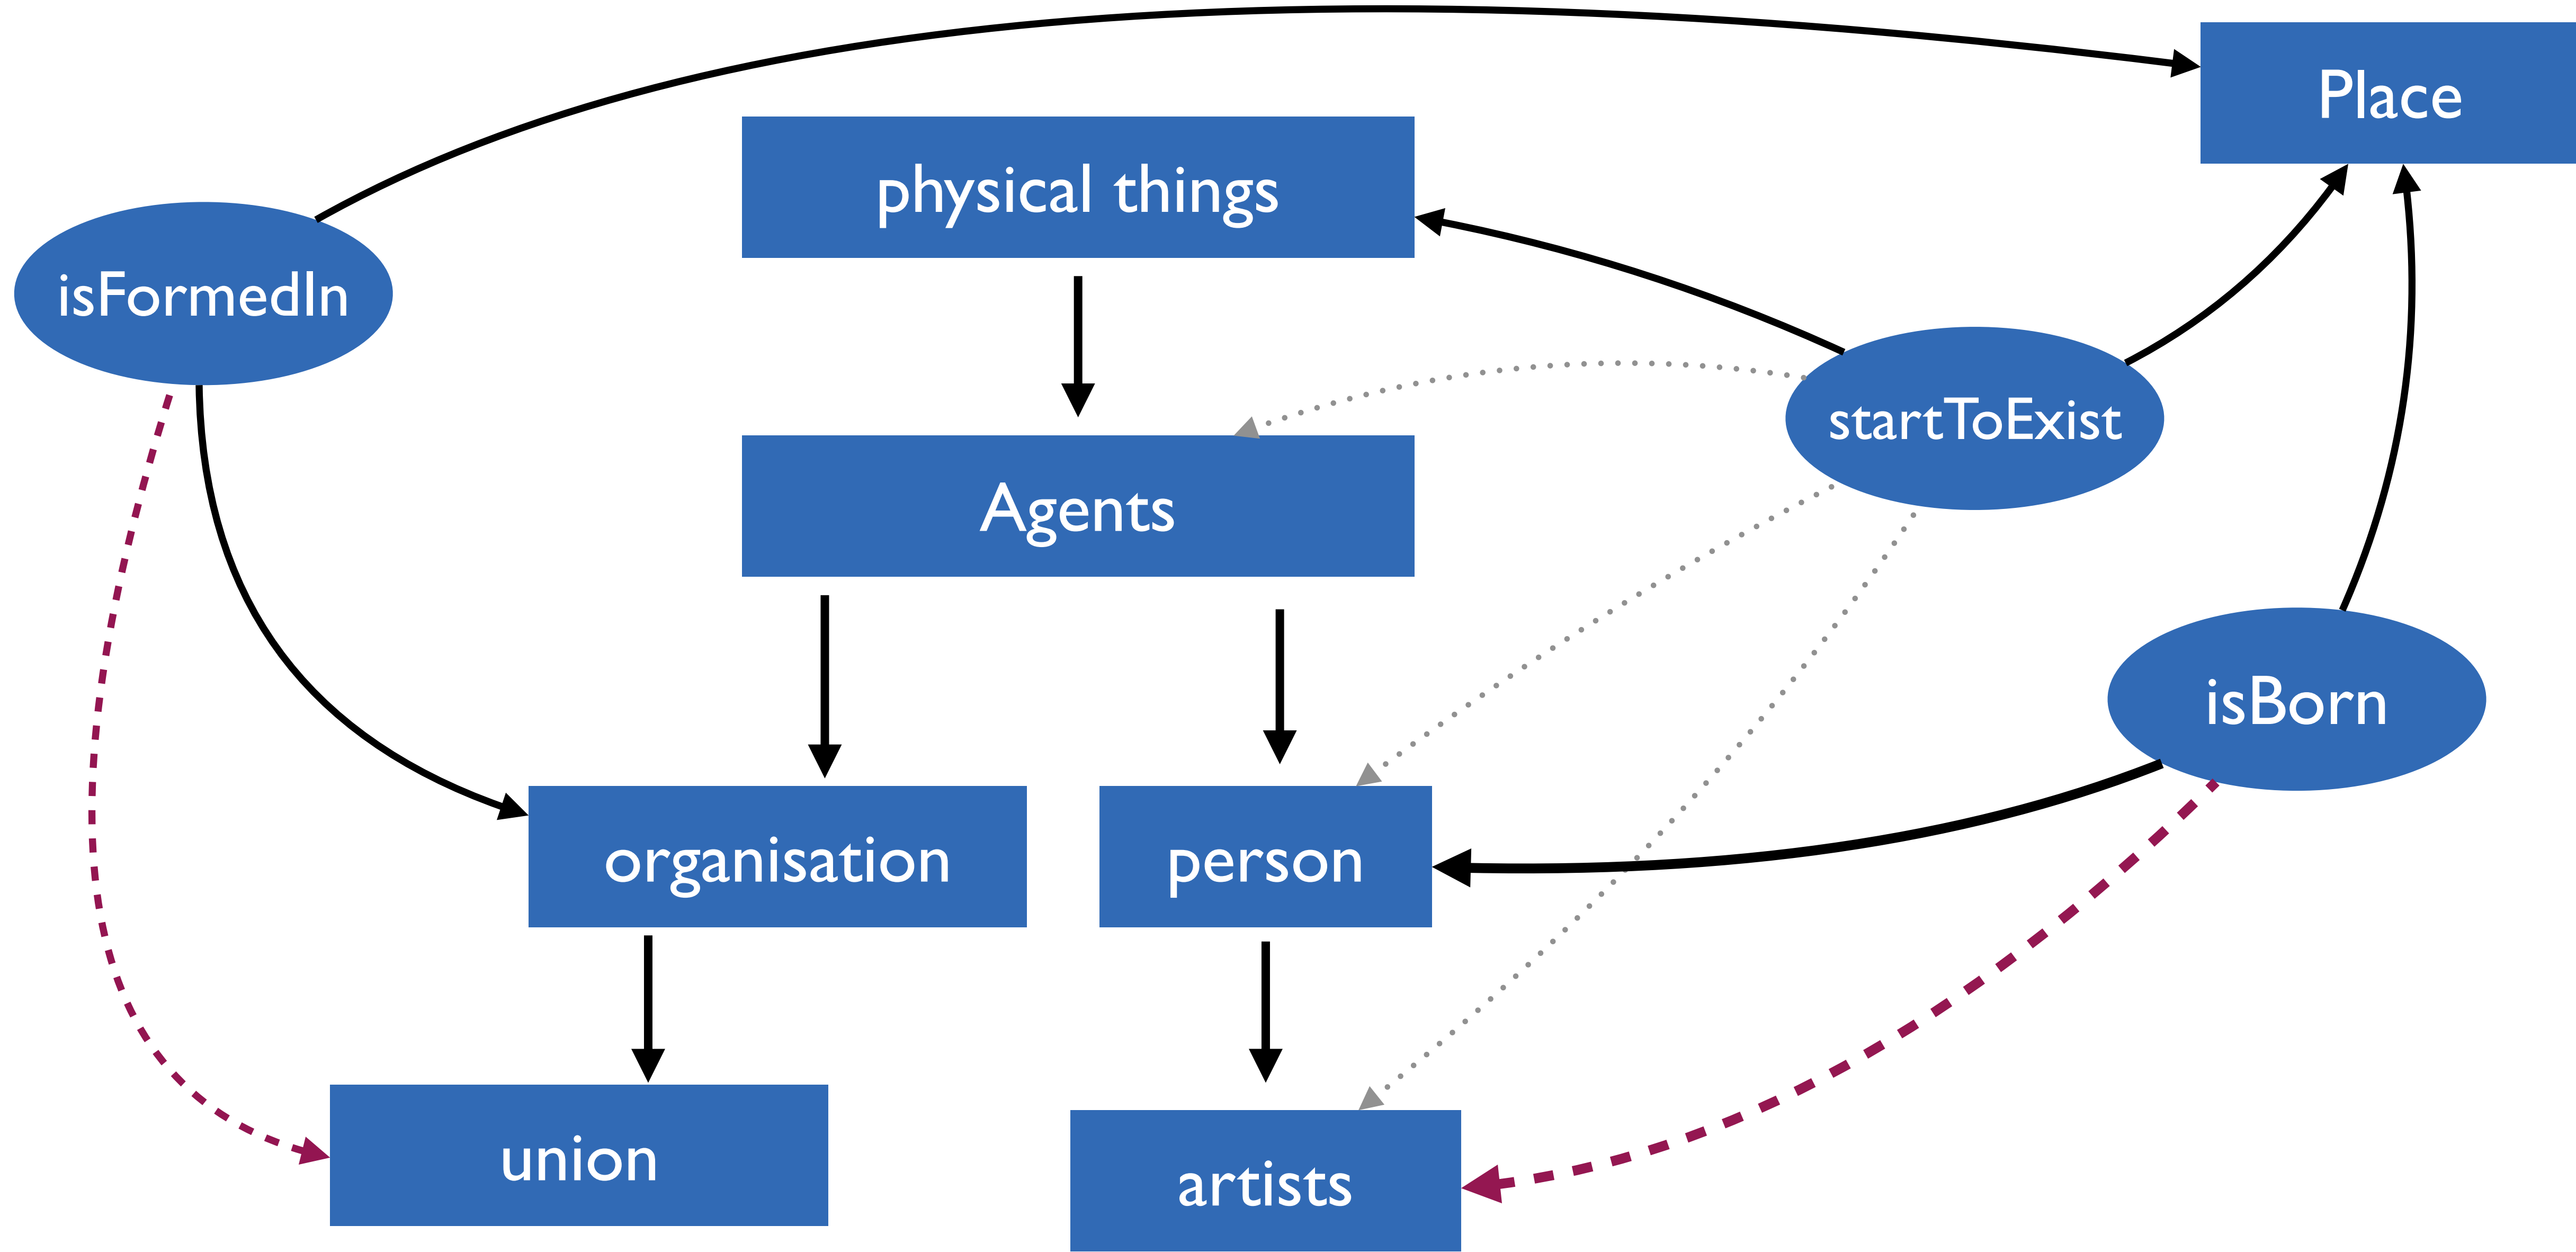 Place
physical things
isFormedIn
startToExist
Agents
isBorn
organisation
person
union
artists